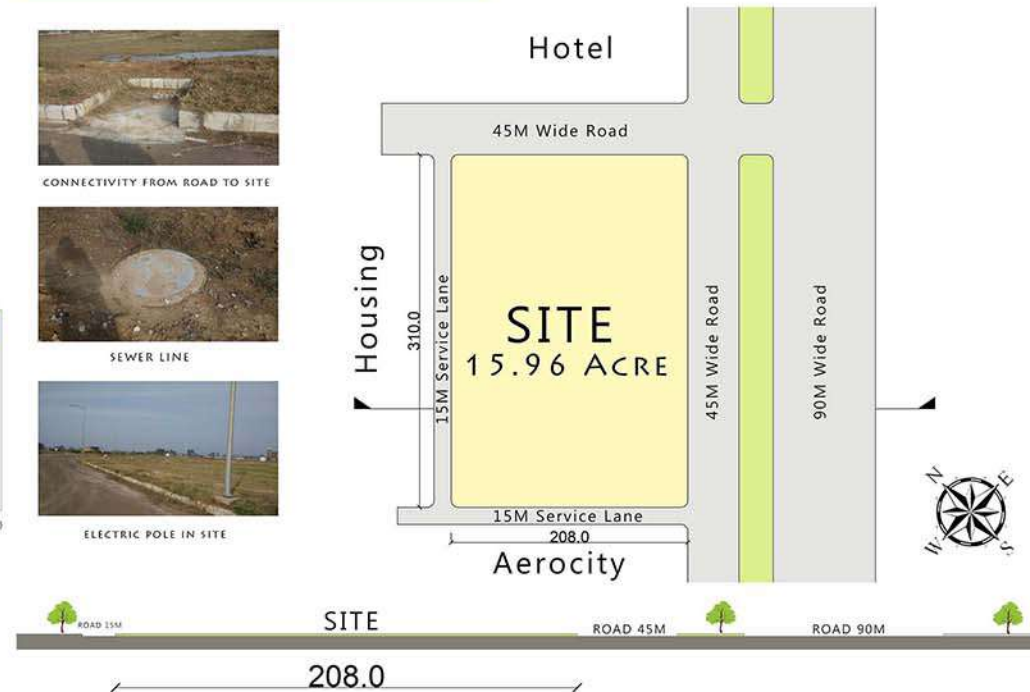 CONNECTIVITY FROM ROAD TO SITE
SEWER LINE
ELECTRIC POLE IN SITE
Hotel
45M Wide Road
Housing
310.0
15M Service Lane
SITE
15.96 ACRE
45M Wide Road
90M Wide Road
15M Service Lane
208.0
Aerocity
N
E
W
S
ROAD 15M
SITE
ROAD 45M
ROAD 90M
208.0